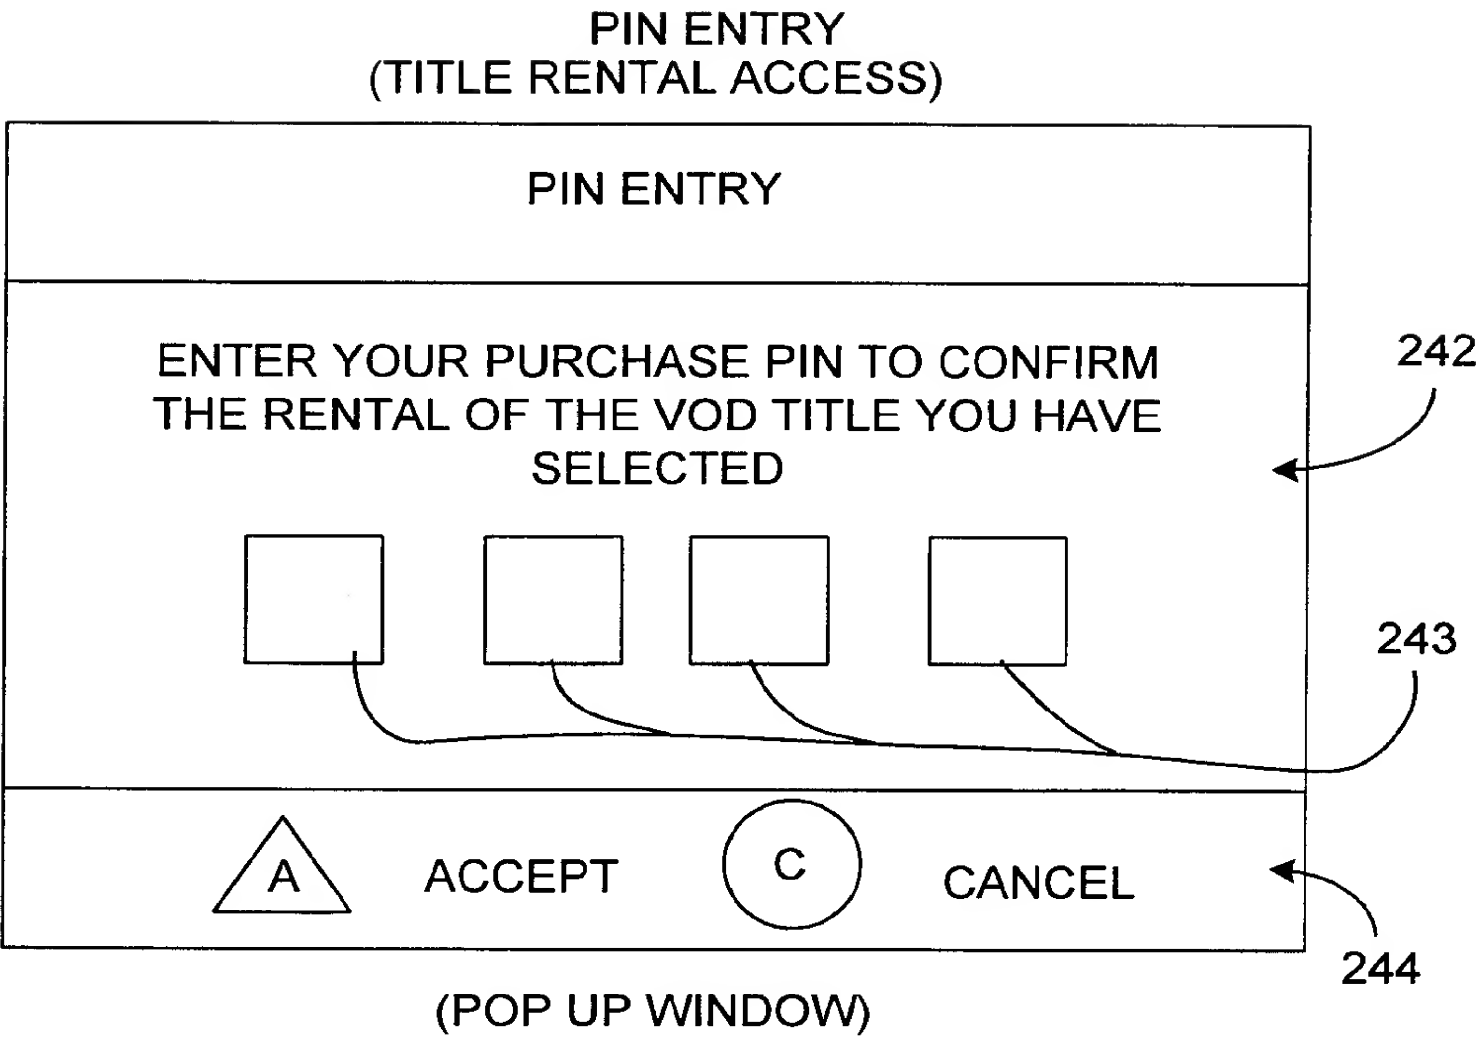 PIN ENTRY
(TITLE RENTAL ACCESS)
PIN ENTRY
ENTER YOUR PURCHASE PIN TO CONFIRM
THE RENTAL OF THE VOD TITLE YOU HAVE
SELECTED
242
243
A ACCEPT C CANCEL
244
(POP UP WINDOW)